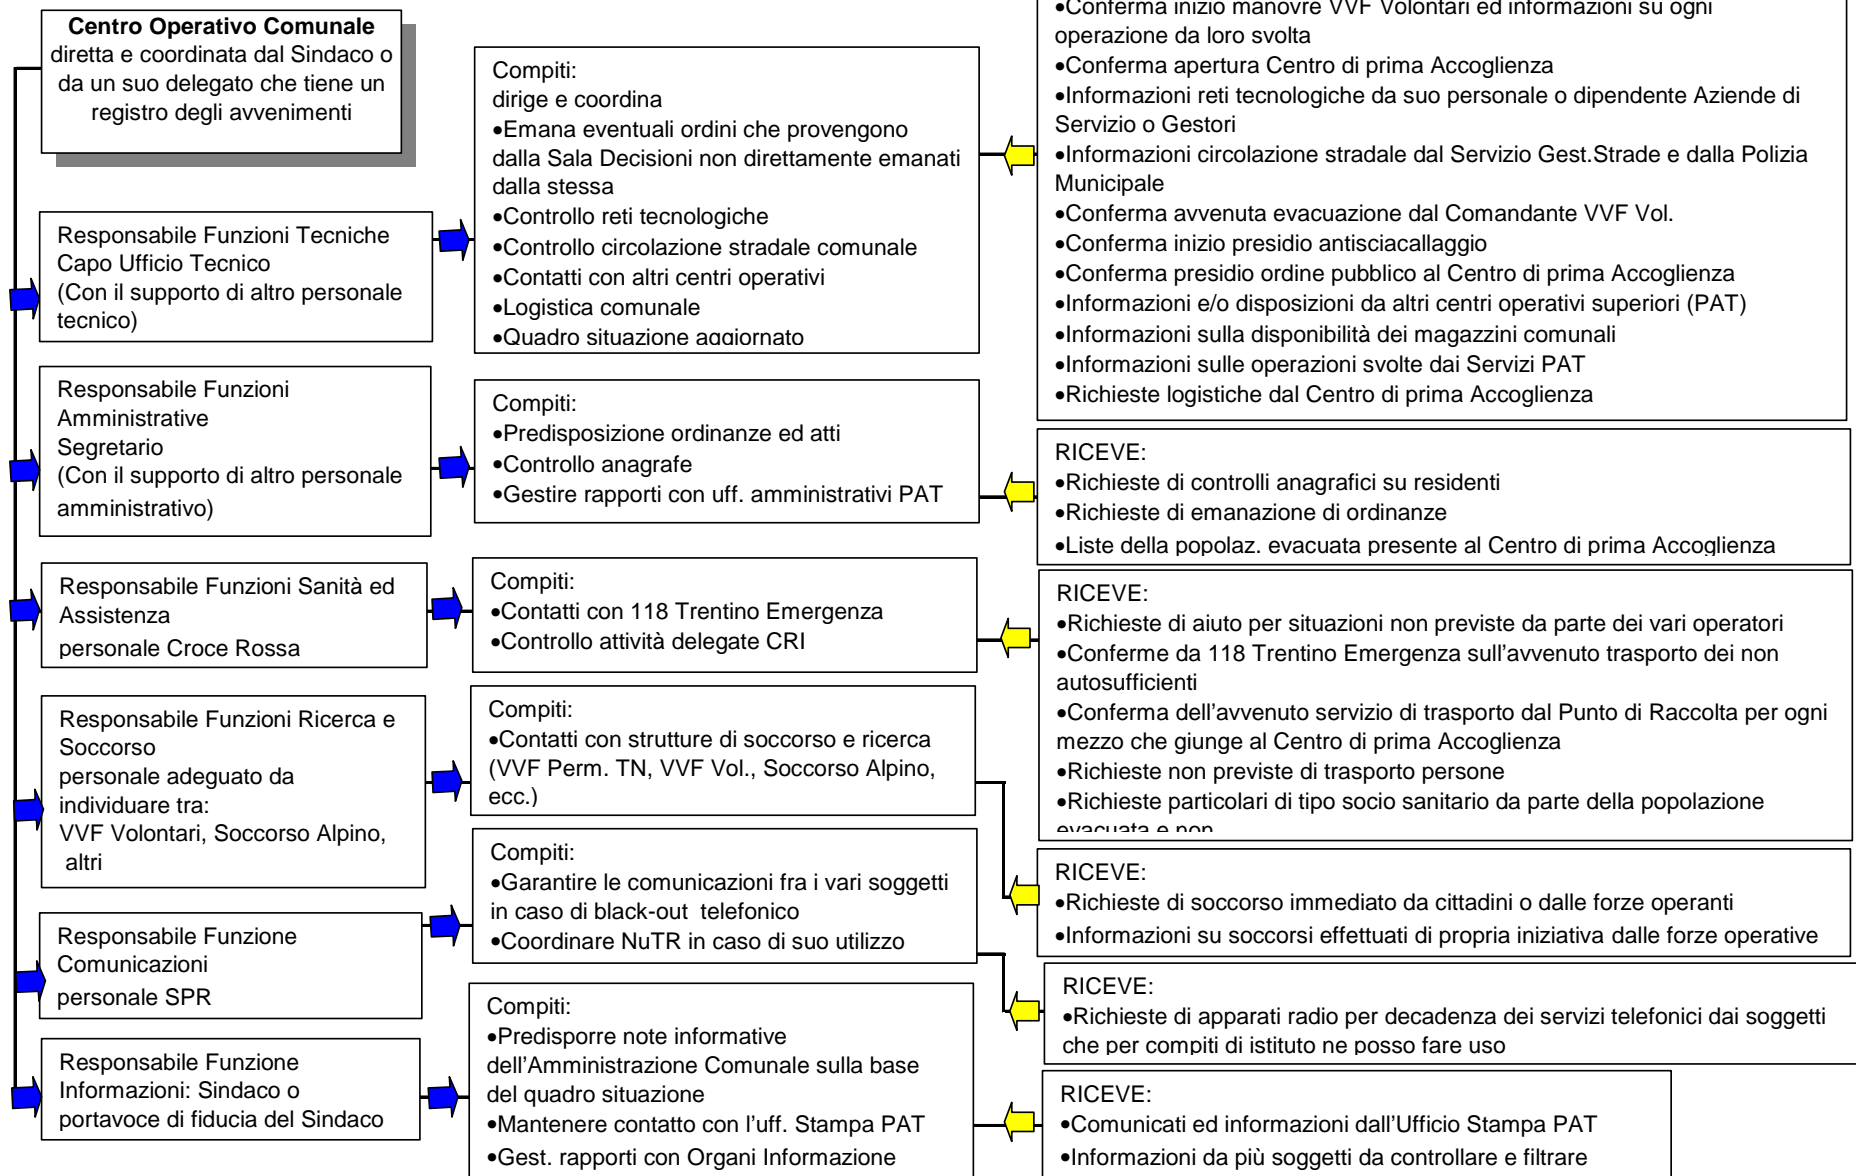 Centro Operativo Comunale
diretta e coordinata dal Sindaco o
da un suo delegato che tiene un
registro degli avvenimenti
Responsabile Funzioni Tecniche
Capo Ufficio Tecnico
(Con il supporto di altro personale
tecnico)
Compiti:
dirige e coordina
•Emana eventuali ordini che provengono
dalla Sala Decisioni non direttamente emanati
dalla stessa
•Controllo reti tecnologiche
•Controllo circolazione stradale comunale
•Contatti con altri centri operativi
•Logistica comunale
•Quadro situazione aggiornato
•Conferma inizio manovre VVF Volontari ed informazioni su ogni
operazione da loro svolta
•Conferma apertura Centro di prima Accoglienza
•Informazioni reti tecnologiche da suo personale o dipendente Aziende di
Servizio o Gestori
•Informazioni circolazione stradale dal Servizio Gest.Strade e dalla Polizia
Municipale
•Conferma avvenuta evacuazione dal Comandante VVF Vol.
•Conferma inizio presidio antisciacallaggio
•Conferma presidio ordine pubblico al Centro di prima Accoglienza
•Informazioni e/o disposizioni da altri centri operativi superiori (PAT)
•Informazioni sulla disponibilità dei magazzini comunali
•Informazioni sulle operazioni svolte dai Servizi PAT
•Richieste logistiche dal Centro di prima Accoglienza
Responsabile Funzioni
Amministrative
Segretario
(Con il supporto di altro personale
amministrativo)
Compiti:
•Predisposizione ordinanze ed atti
•Controllo anagrafe
•Gestire rapporti con uff. amministrativi PAT
RICEVE:
•Richieste di controlli anagrafici su residenti
•Richieste di emanazione di ordinanze
•Liste della popolaz. evacuata presente al Centro di prima Accoglienza
Responsabile Funzioni Sanità ed
Assistenza
personale Croce Rossa
Compiti:
•Contatti con 118 Trentino Emergenza
•Controllo attività delegate CRI
RICEVE:
•Richieste di aiuto per situazioni non previste da parte dei vari operatori
•Conferme da 118 Trentino Emergenza sull'avvenuto trasporto dei non
autosufficienti
•Conferma dell'avvenuto servizio di trasporto dal Punto di Raccolta per ogni
mezzo che giunge al Centro di prima Accoglienza
•Richieste non previste di trasporto persone
•Richieste particolari di tipo socio sanitario da parte della popolazione
evacuata e non
Responsabile Funzioni Ricerca e
Soccorso
personale adeguato da
individuare tra:
VVF Volontari, Soccorso Alpino,
altri
Compiti:
•Contatti con strutture di soccorso e ricerca
(VVF Perm. TN, VVF Vol., Soccorso Alpino,
ecc.)
RICEVE:
•Richieste di soccorso immediato da cittadini o dalle forze operanti
•Informazioni su soccorsi effettuati di propria iniziativa dalle forze operative
Responsabile Funzione
Comunicazioni
personale SPR
Compiti:
•Garantire le comunicazioni fra i vari soggetti
in caso di black-out telefonico
•Coordinare NuTR in caso di suo utilizzo
RICEVE:
•Richieste di apparati radio per decadenza dei servizi telefonici dai soggetti
che per compiti di istituto ne posso fare uso
Responsabile Funzione
Informazioni: Sindaco o
portavoce di fiducia del Sindaco
Compiti:
•Predisporre note informative
dell'Amministrazione Comunale sulla base
del quadro situazione
•Mantenere contatto con l'uff. Stampa PAT
•Gest. rapporti con Organi Informazione
RICEVE:
•Comunicati ed informazioni dall'Ufficio Stampa PAT
•Informazioni da più soggetti da controllare e filtrare